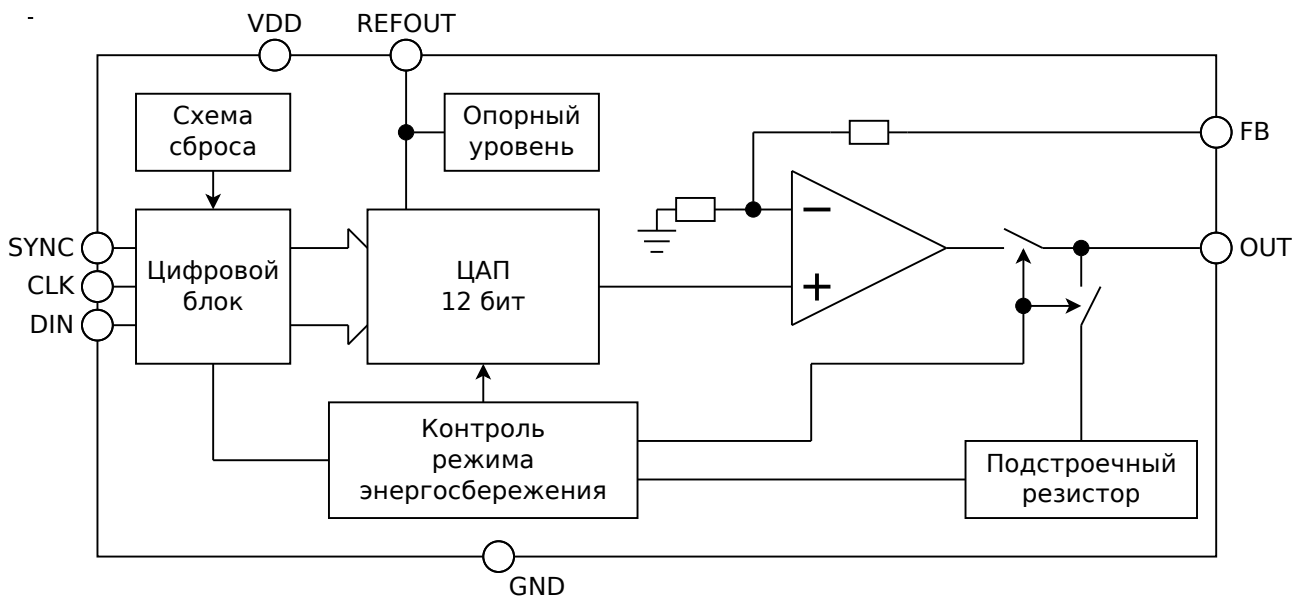 -
VDD
REFOUT
Схема
сброса
Опорный
уровень
FB
SYNC
CLK
DIN
Цифровой
блок
ЦАП
12 бит
−
+
OUT
Контроль
режима
энергосбережения
Подстроечный
резистор
GND